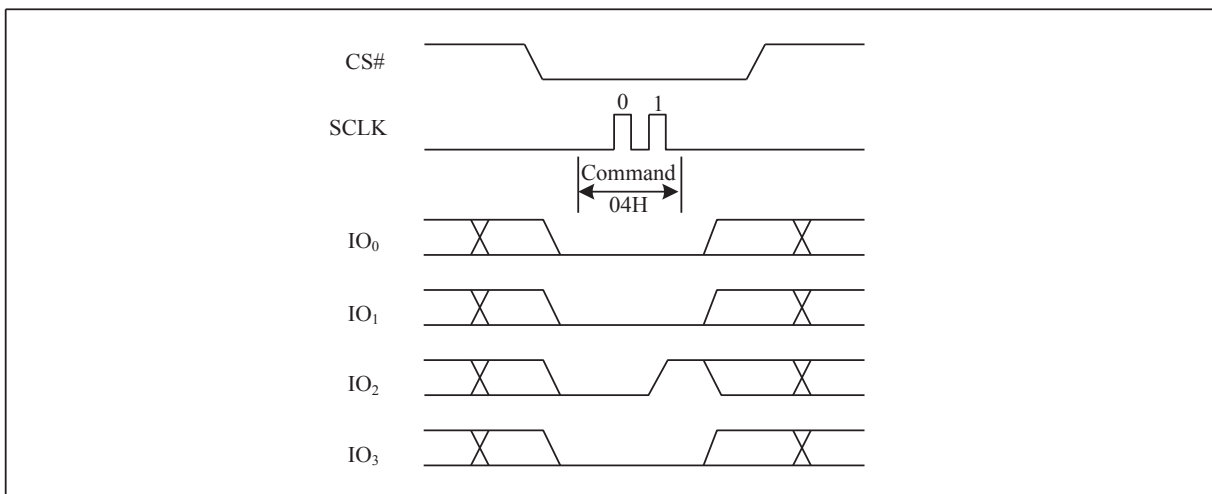 CS#
0 1
SCLK
Command
04H
IO₀
IO₁
IO₂
IO₃